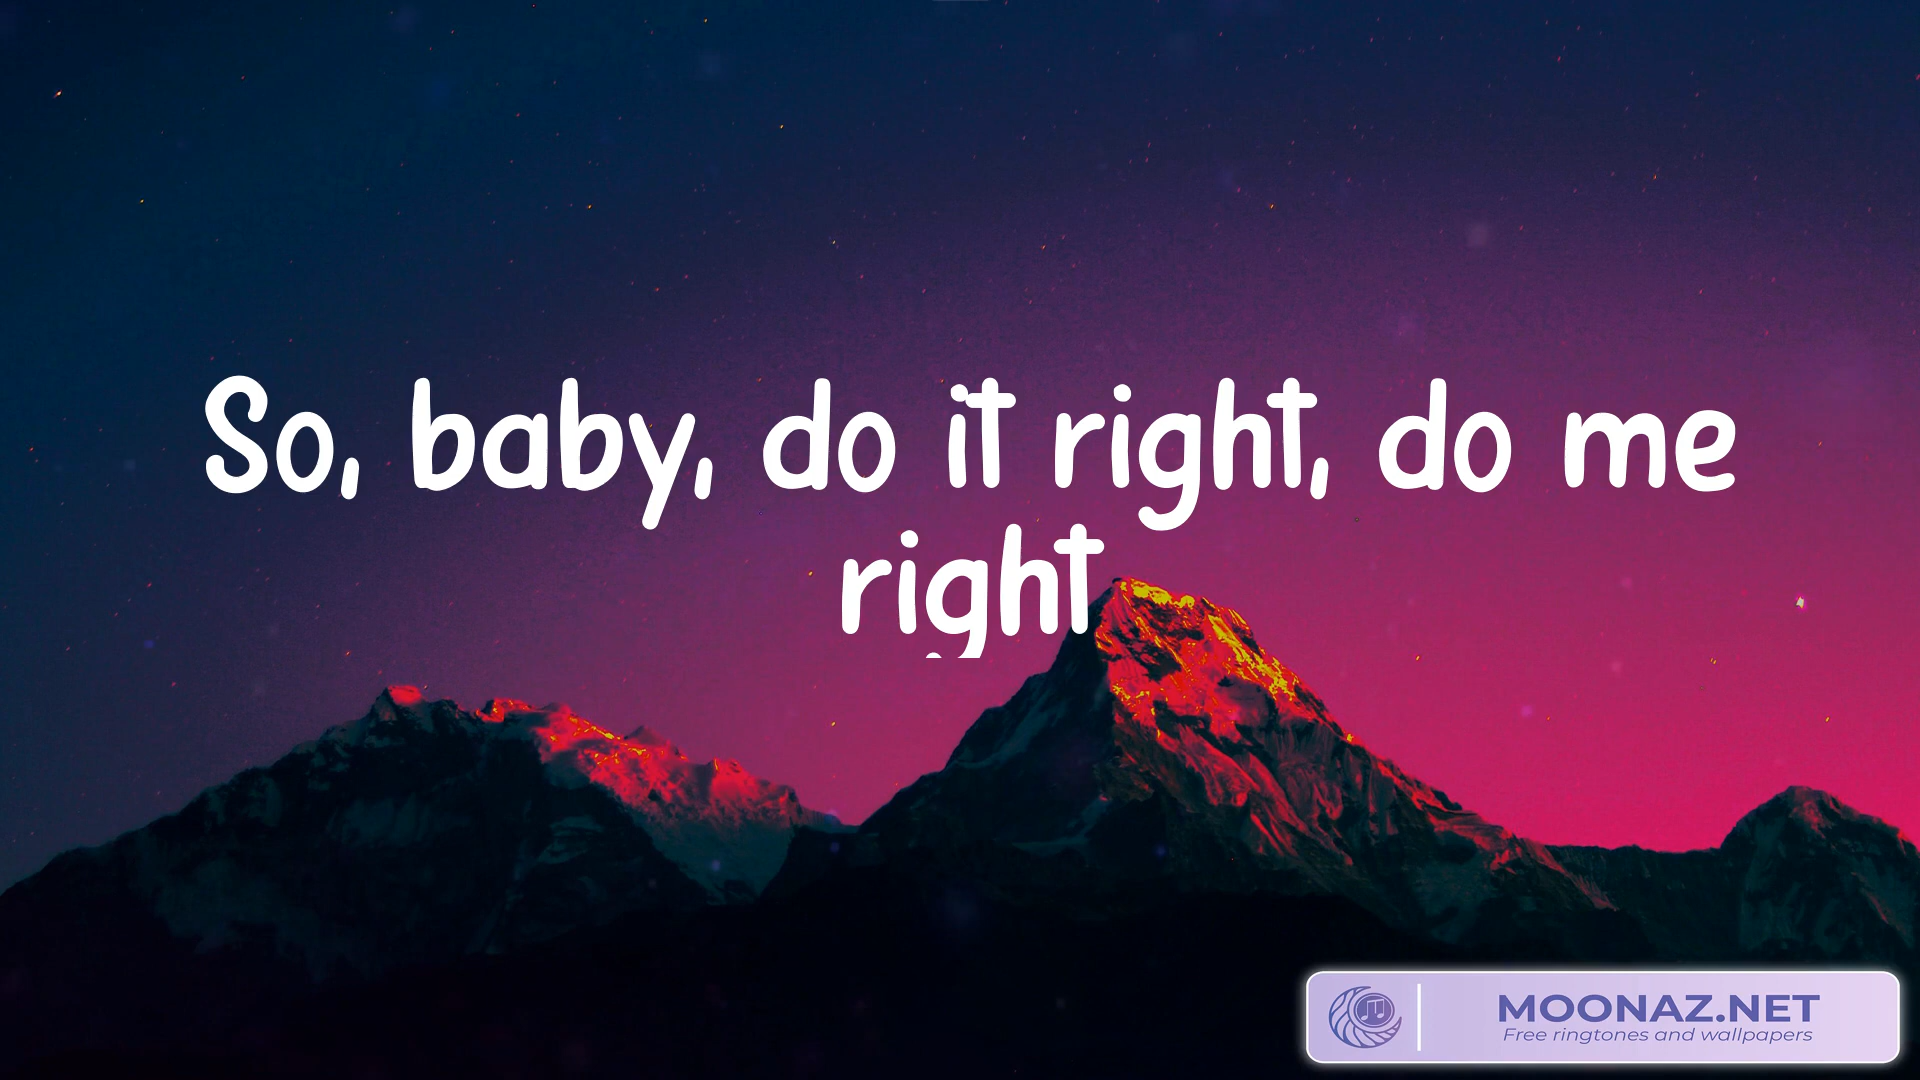 So, baby, do it right, do me
right
MOONAZ.NET
Free ringtones and wallpapers